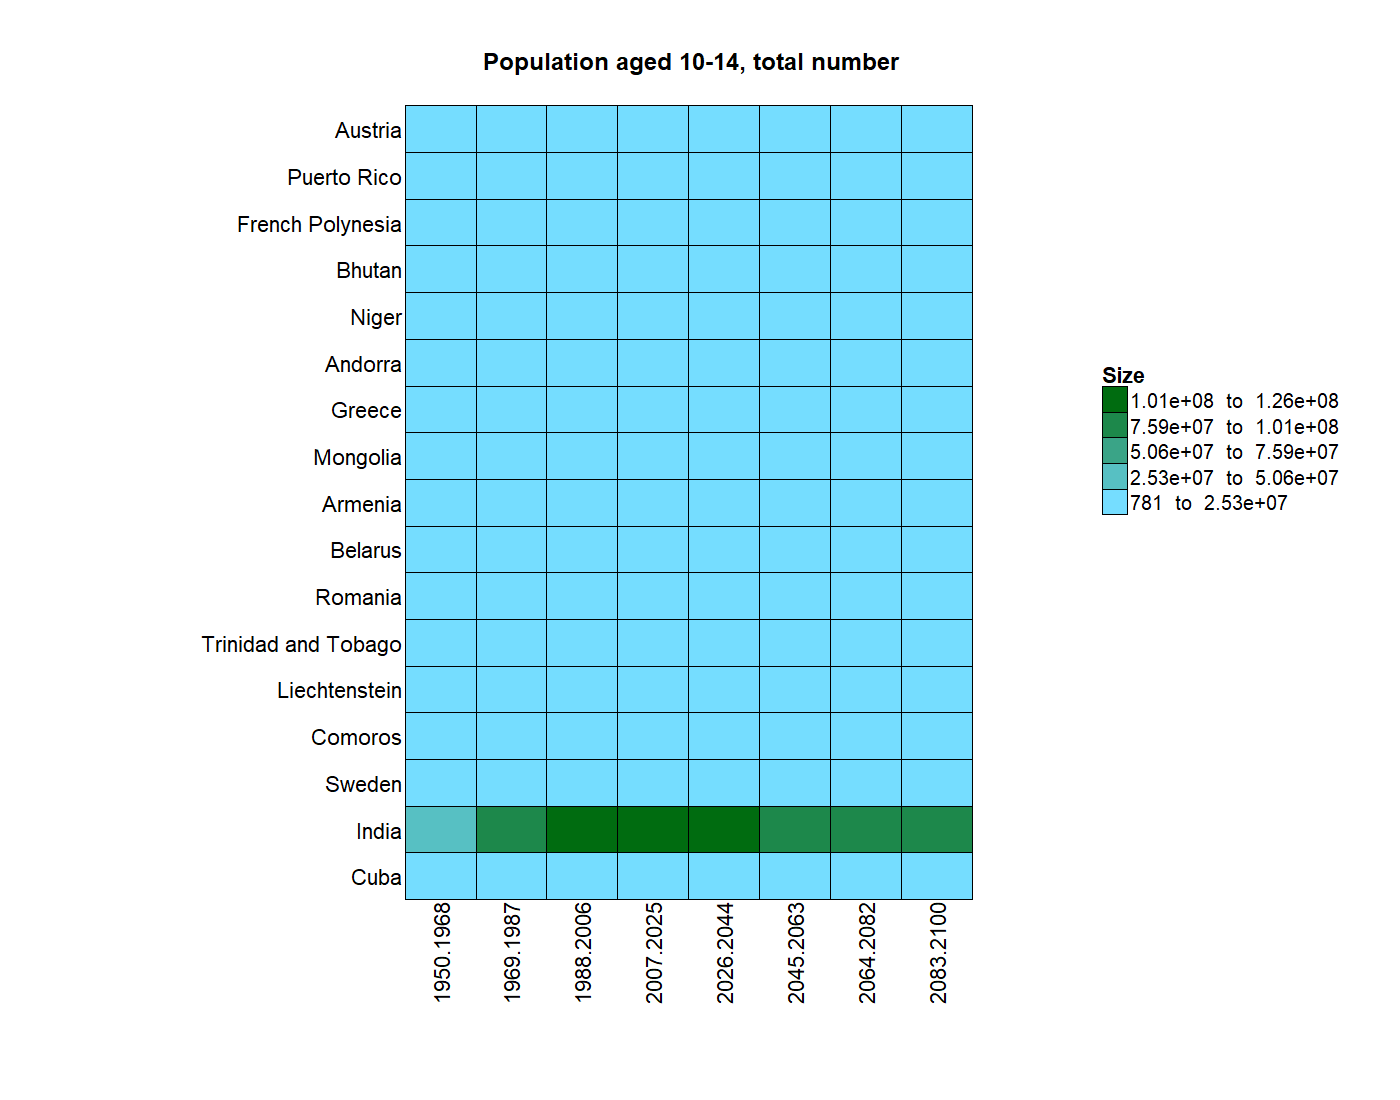 Population aged 10-14, total number
Austria
Puerto Rico
French Polynesia
Bhutan
Niger
Andorra
Greece
Mongolia
Armenia
Belarus
Romania
Trinidad and Tobago
Liechtenstein
Comoros
Sweden
India
Cuba
1950.1968
1969.1987
1988.2006
2007.2025
2026.2044
2045.2063
2064.2082
2083.2100
Size
1.01e+08 to 1.26e+08
7.59e+07 to 1.01e+08
5.06e+07 to 7.59e+07
2.53e+07 to 5.06e+07
781 to 2.53e+07